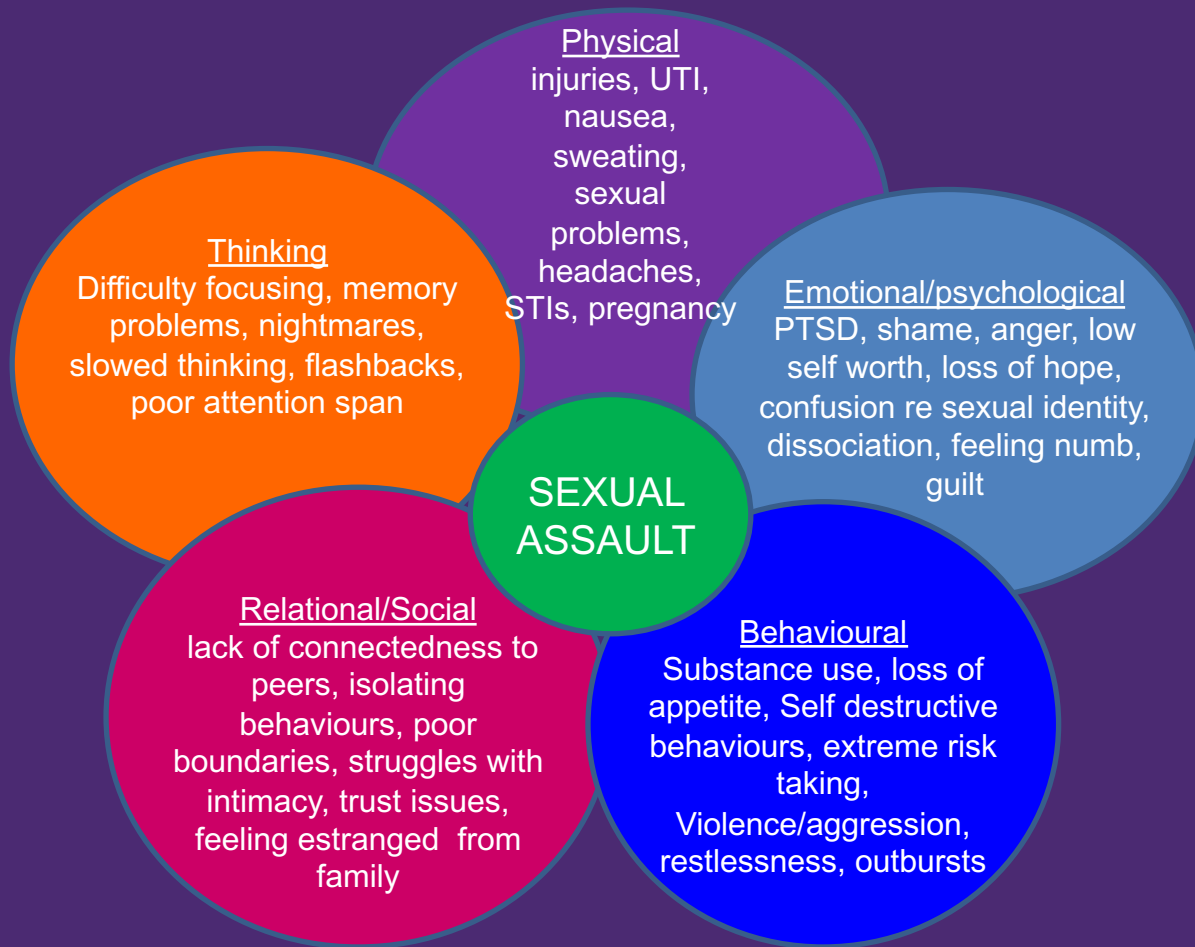 Physical
injuries, UTI,
nausea,
sweating,
sexual
problems,
headaches,
STIs, pregnancy
Thinking
Difficulty focusing, memory
problems, nightmares,
slowed thinking, flashbacks,
poor attention span
Emotional/psychological
PTSD, shame, anger, low
self worth, loss of hope,
confusion re sexual identity,
dissociation, feeling numb,
guilt
SEXUAL
ASSAULT
Relational/Social
lack of connectedness to
peers, isolating
behaviours, poor
boundaries, struggles with
intimacy, trust issues,
feeling estranged  from
family
Behavioural
Substance use, loss of
appetite, Self destructive
behaviours, extreme risk
taking,
Violence/aggression,
restlessness, outbursts